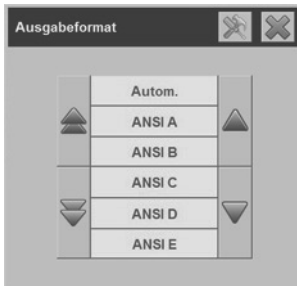 Ausgabeformat
Autom.
ANSI A
ANSI B
ANSI C
ANSI D
ANSI E